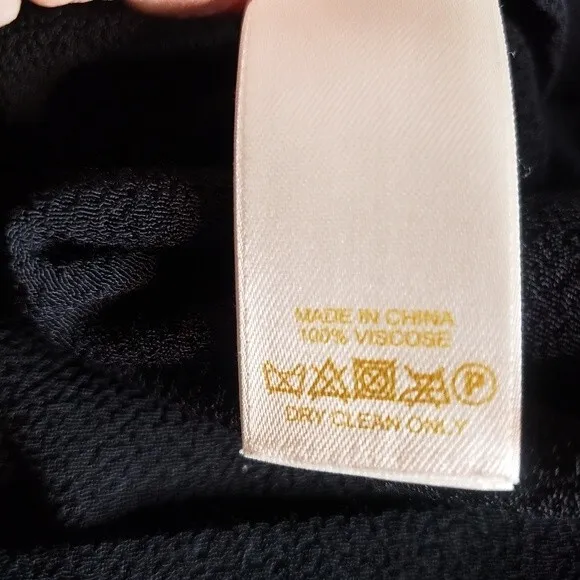 MADE IN CHINA
100% VISCOSE
P
DRY CLEAN ONLY